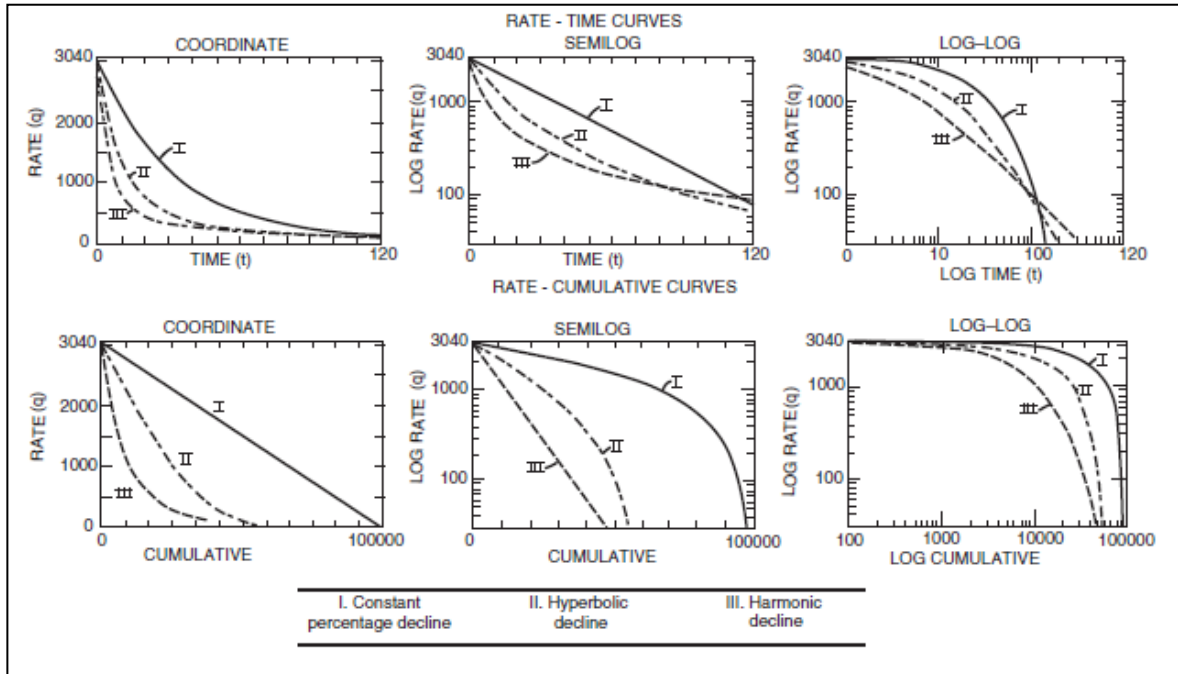 RATE - TIME CURVES
COORDINATE
3040
2000
1000
0
RATE (q)
I
II
III
0
120
TIME (t)
SEMILOG
3040
1000
100
LOG RATE(q)
I
II
III
0
120
TIME (t)
LOG–LOG
3040
1000
100
LOG RATE(q)
I
II
III
0
10
100
120
LOG TIME (t)
RATE - CUMULATIVE CURVES
COORDINATE
3040
2000
1000
0
RATE(q)
I
II
III
0
100000
CUMULATIVE
SEMILOG
3040
1000
100
LOG RATE (q)
I
II
III
0
100000
CUMULATIVE
LOG–LOG
3040
1000
100
LOG RATE(q)
I
II
III
100
1000
10000
100000
LOG CUMULATIVE
I. Constant
percentage decline
II. Hyperbolic
decline
III. Harmonic
decline